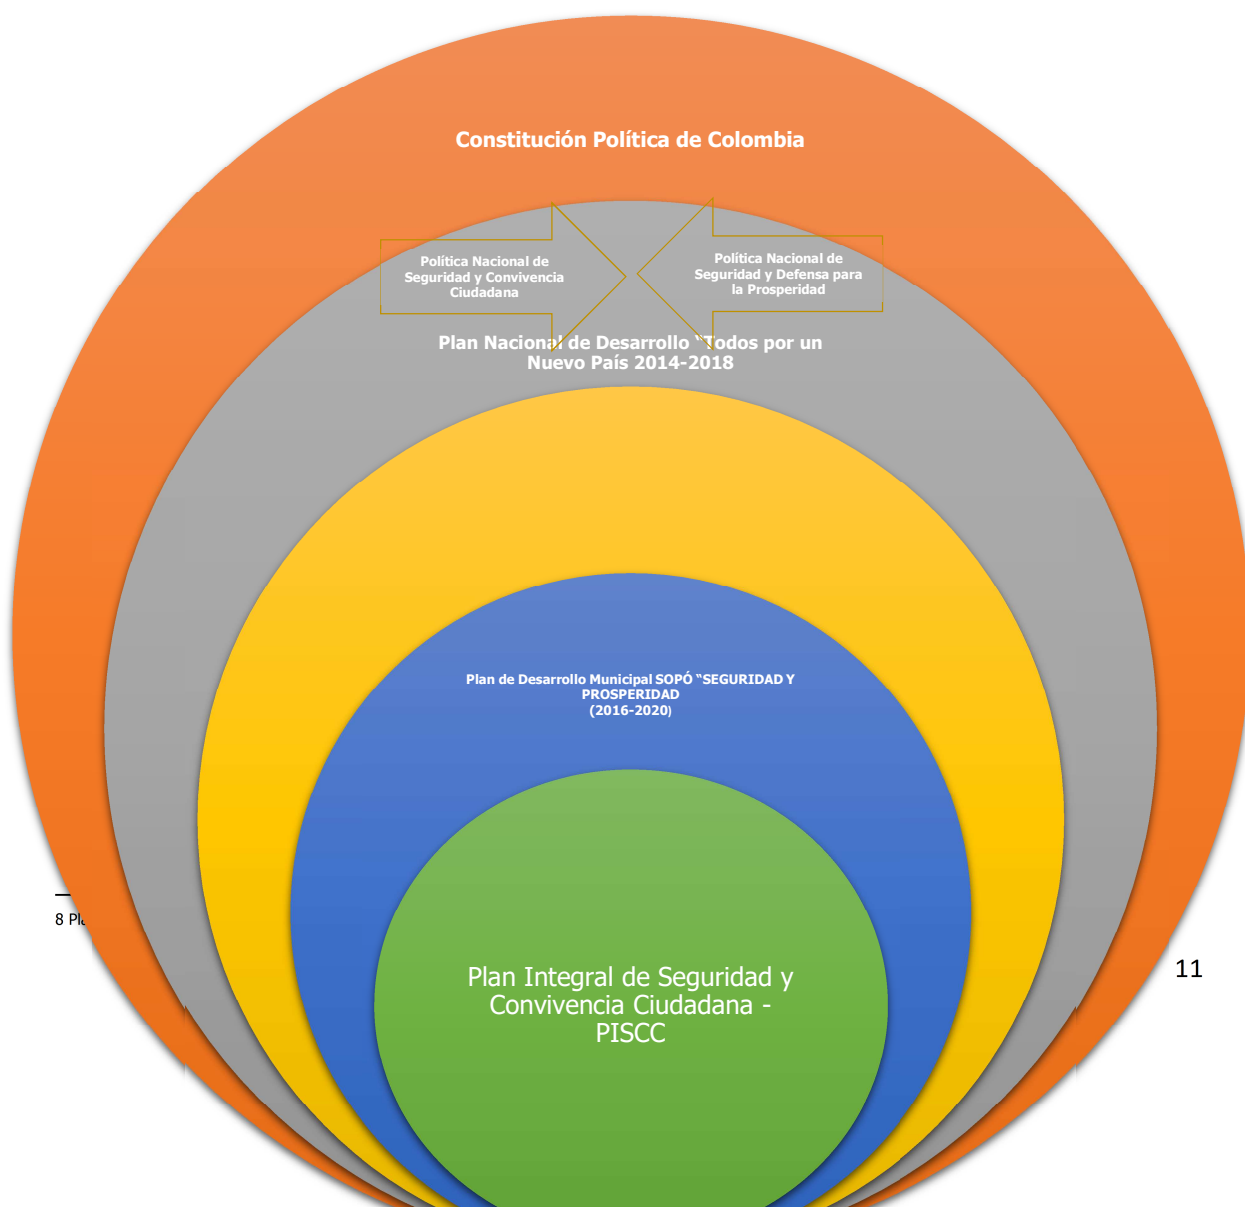 Constitución Política de Colombia
Política Nacional de
Seguridad y Convivencia
Ciudadana
Política Nacional de
Seguridad y Defensa para
la Prosperidad
Plan Nacional de Desarrollo “Todos por un
Nuevo País 2014-2018
Plan de Desarrollo Municipal SOPÓ “SEGURIDAD Y
PROSPERIDAD
(2016-2020)
8
11
Plan Integral de Seguridad y
Convivencia Ciudadana -
PISCC